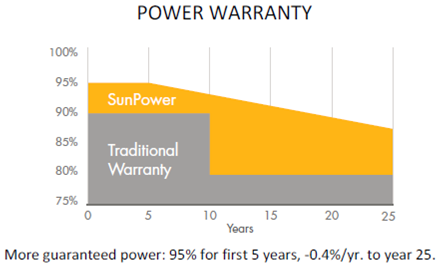 POWER WARRANTY
100%
95%
90%
85%
80%
75%
SunPower
Traditional
Warranty
0 5 10 15 20 25
Years
More guaranteed power: 95% for first 5 years, -0.4%/yr. to year 25.